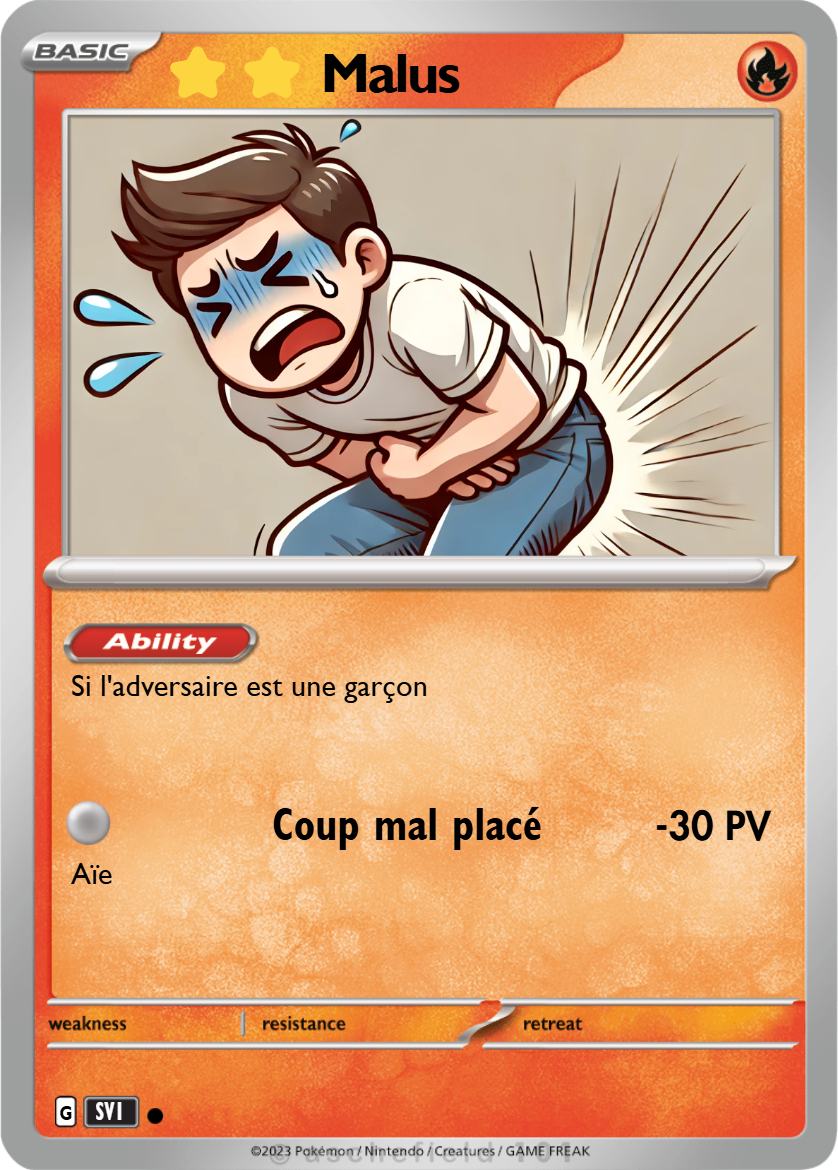 BASIC
Malus
Ability
Si l'adversaire est une garçon
Coup mal placé -30 PV
Aïe
weakness resistance retreat
G SVI
©2023 Pokémon / Nintendo / Creatures / GAME FREAK